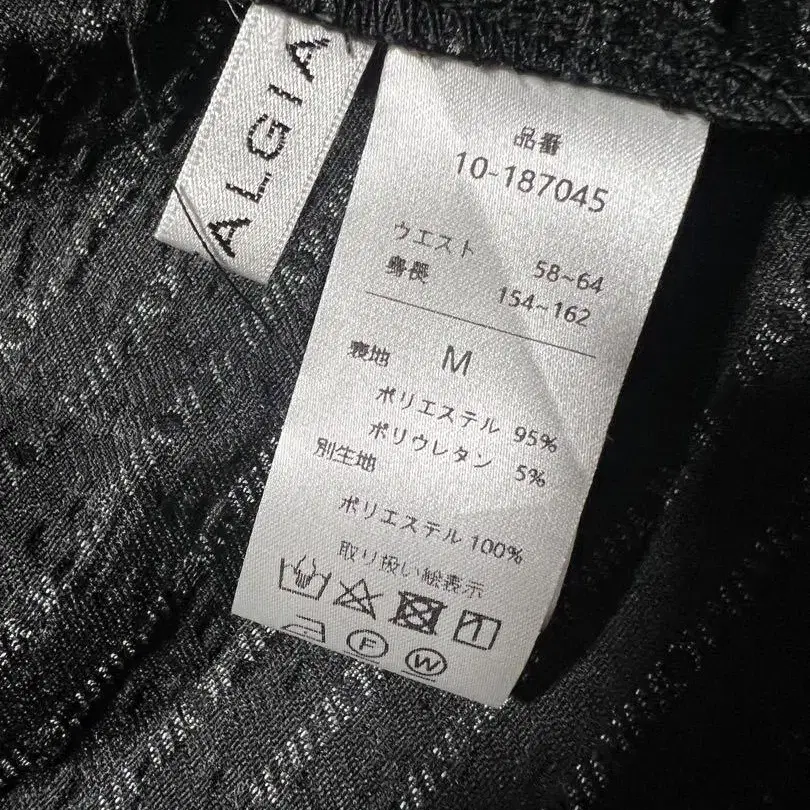 ALGIA
品番
10-187045
ウエスト 58~64
身長 154~162
表地 M
ポリエステル 95%
ポリウレタン 5%
別生地
ポリエステル 100%
取り扱い絵表示
F W